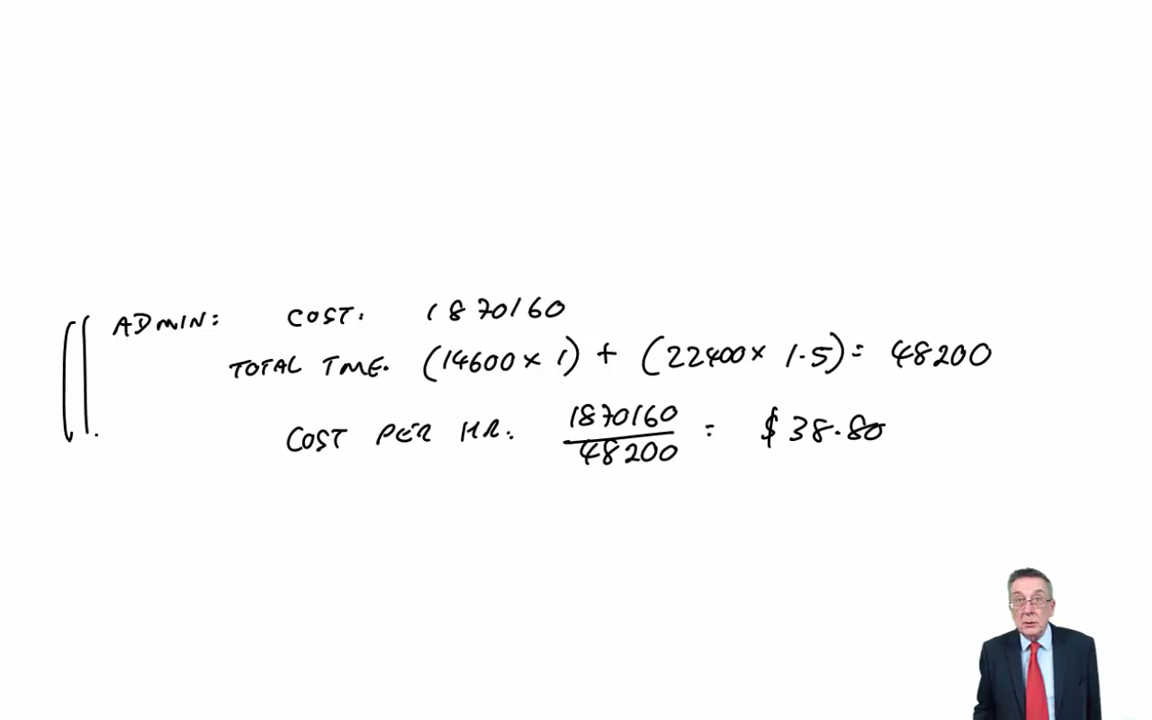 ADMIN: COST. 1870160
TOTAL TME. (14600 × 1) + (22400 × 1.5) = 48200
COST PER HR. 1870160/48200 = $38.80